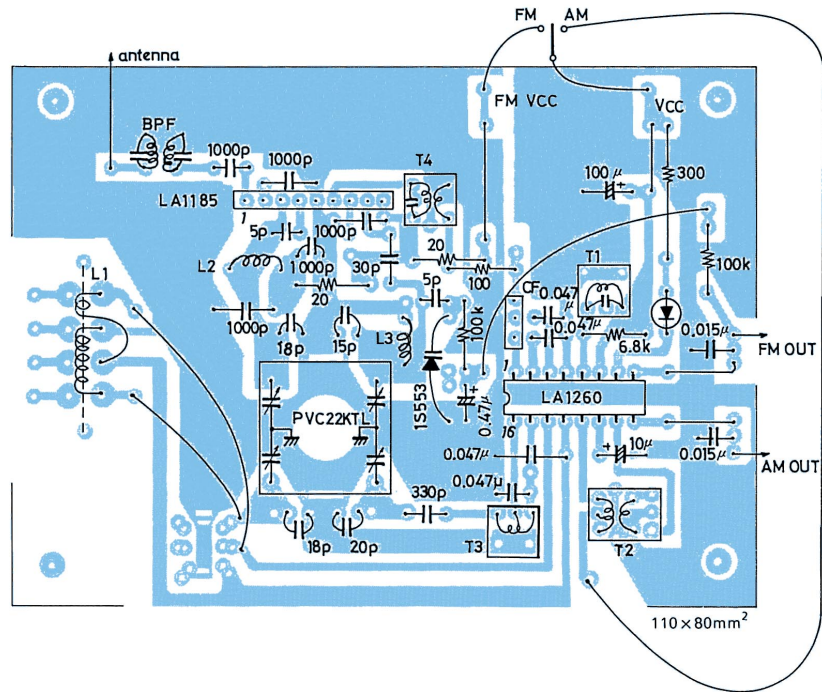 FM AM
antenna
FM VCC
VCC
BPF
1000p
1000p
T4
100µ +
300
LA1185
1
5p
1000p
1000p
30p
20
100
T1
100k
L2
L1
20
5p
CF
0.047µ
0.047µ
1000p
18p
15p
L3
100k
6.8k
0.015µ
FM OUT
1S553
1
LA1260
PVC22KTL
+
0.47µ
16
0.047µ
+ 10µ
0.015µ
AM OUT
0.047µ
330p
18p
20p
T3
T2
110×80mm²